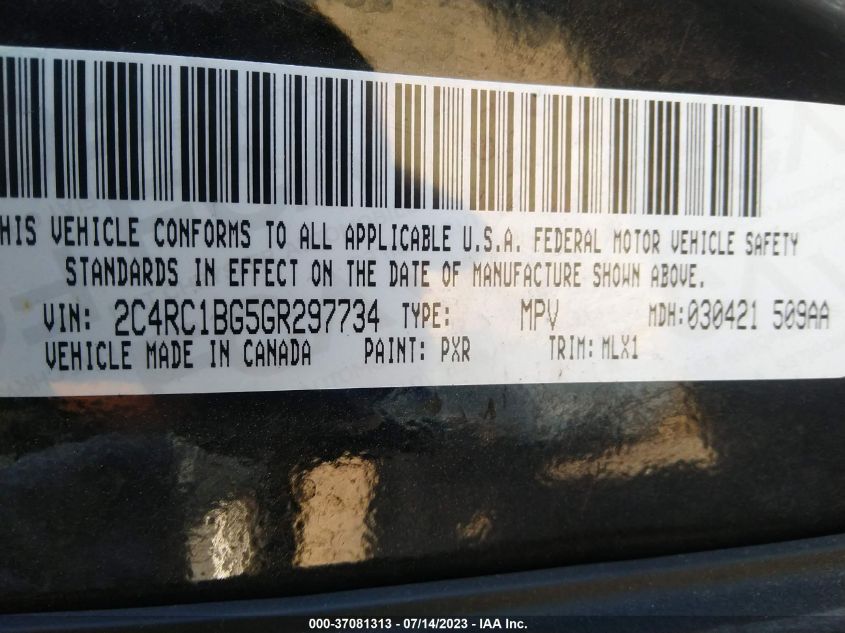 HIS VEHICLE CONFORMS TO ALL APPLICABLE U.S.A. FEDERAL MOTOR VEHICLE SAFETY
STANDARDS IN EFFECT ON THE DATE OF MANUFACTURE SHOWN ABOVE.
VIN: 2C4RC1BG5GR297734 TYPE: MPV MDH:030421 509AA
VEHICLE MADE IN CANADA PAINT: PXR TRIM: MLX1
000-37081313 / 07/14/2023 - IAA Inc.